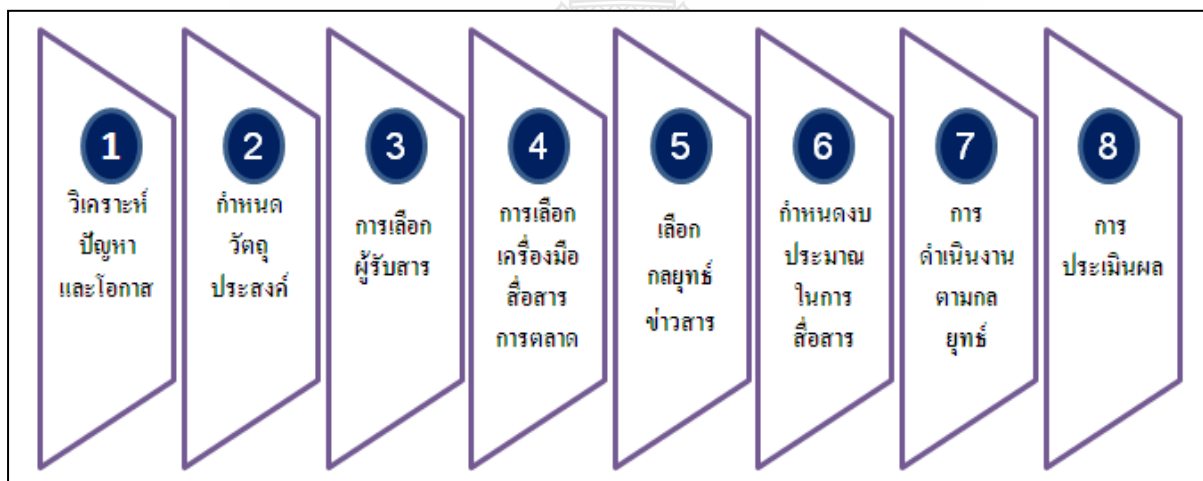 1
วิเคราะห์
ปัญหา
และโอกาส
2
กำหนด
วัตถุ
ประสงค์
3
การเลือก
ผู้รับสาร
4
การเลือก
เครื่องมือ
สื่อสาร
การตลาด
5
เลือก
กลยุทธ์
ข่าวสาร
6
กำหนดงบ
ประมาณ
ในการ
สื่อสาร
7
การ
ดำเนินงาน
ตามกล
ยุทธ์
8
การ
ประเมินผล